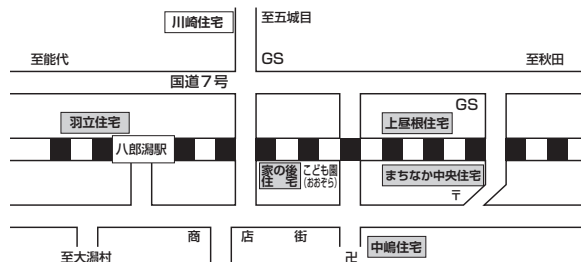 川崎住宅
至五城目
至能代
GS
至秋田
国道7号
GS
羽立住宅
上昼根住宅
八郎潟駅
家の後
住宅
こども園
(おおぞら)
まちなか中央住宅
〒
商店街
卍
中嶋住宅
至大潟村